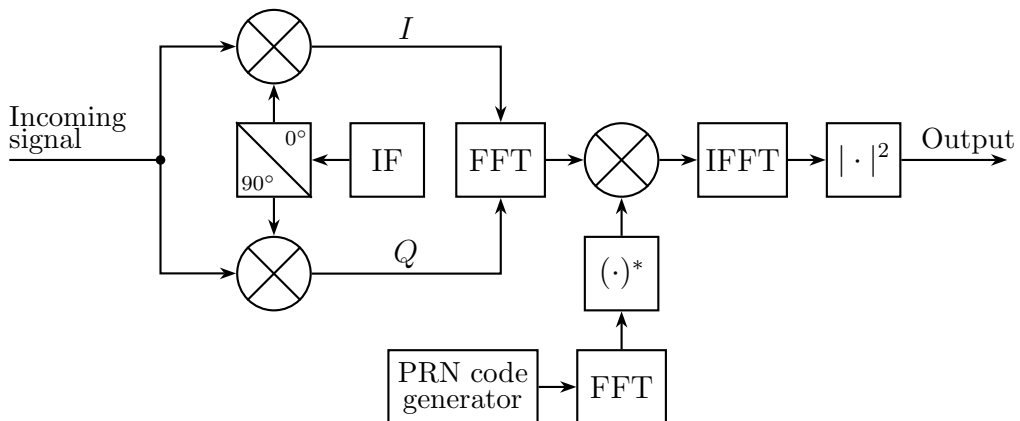 I
Incoming
signal
0°
90°
IF
FFT
IFFT
| · |²
Output
Q
(·)*
PRN code
generator
FFT